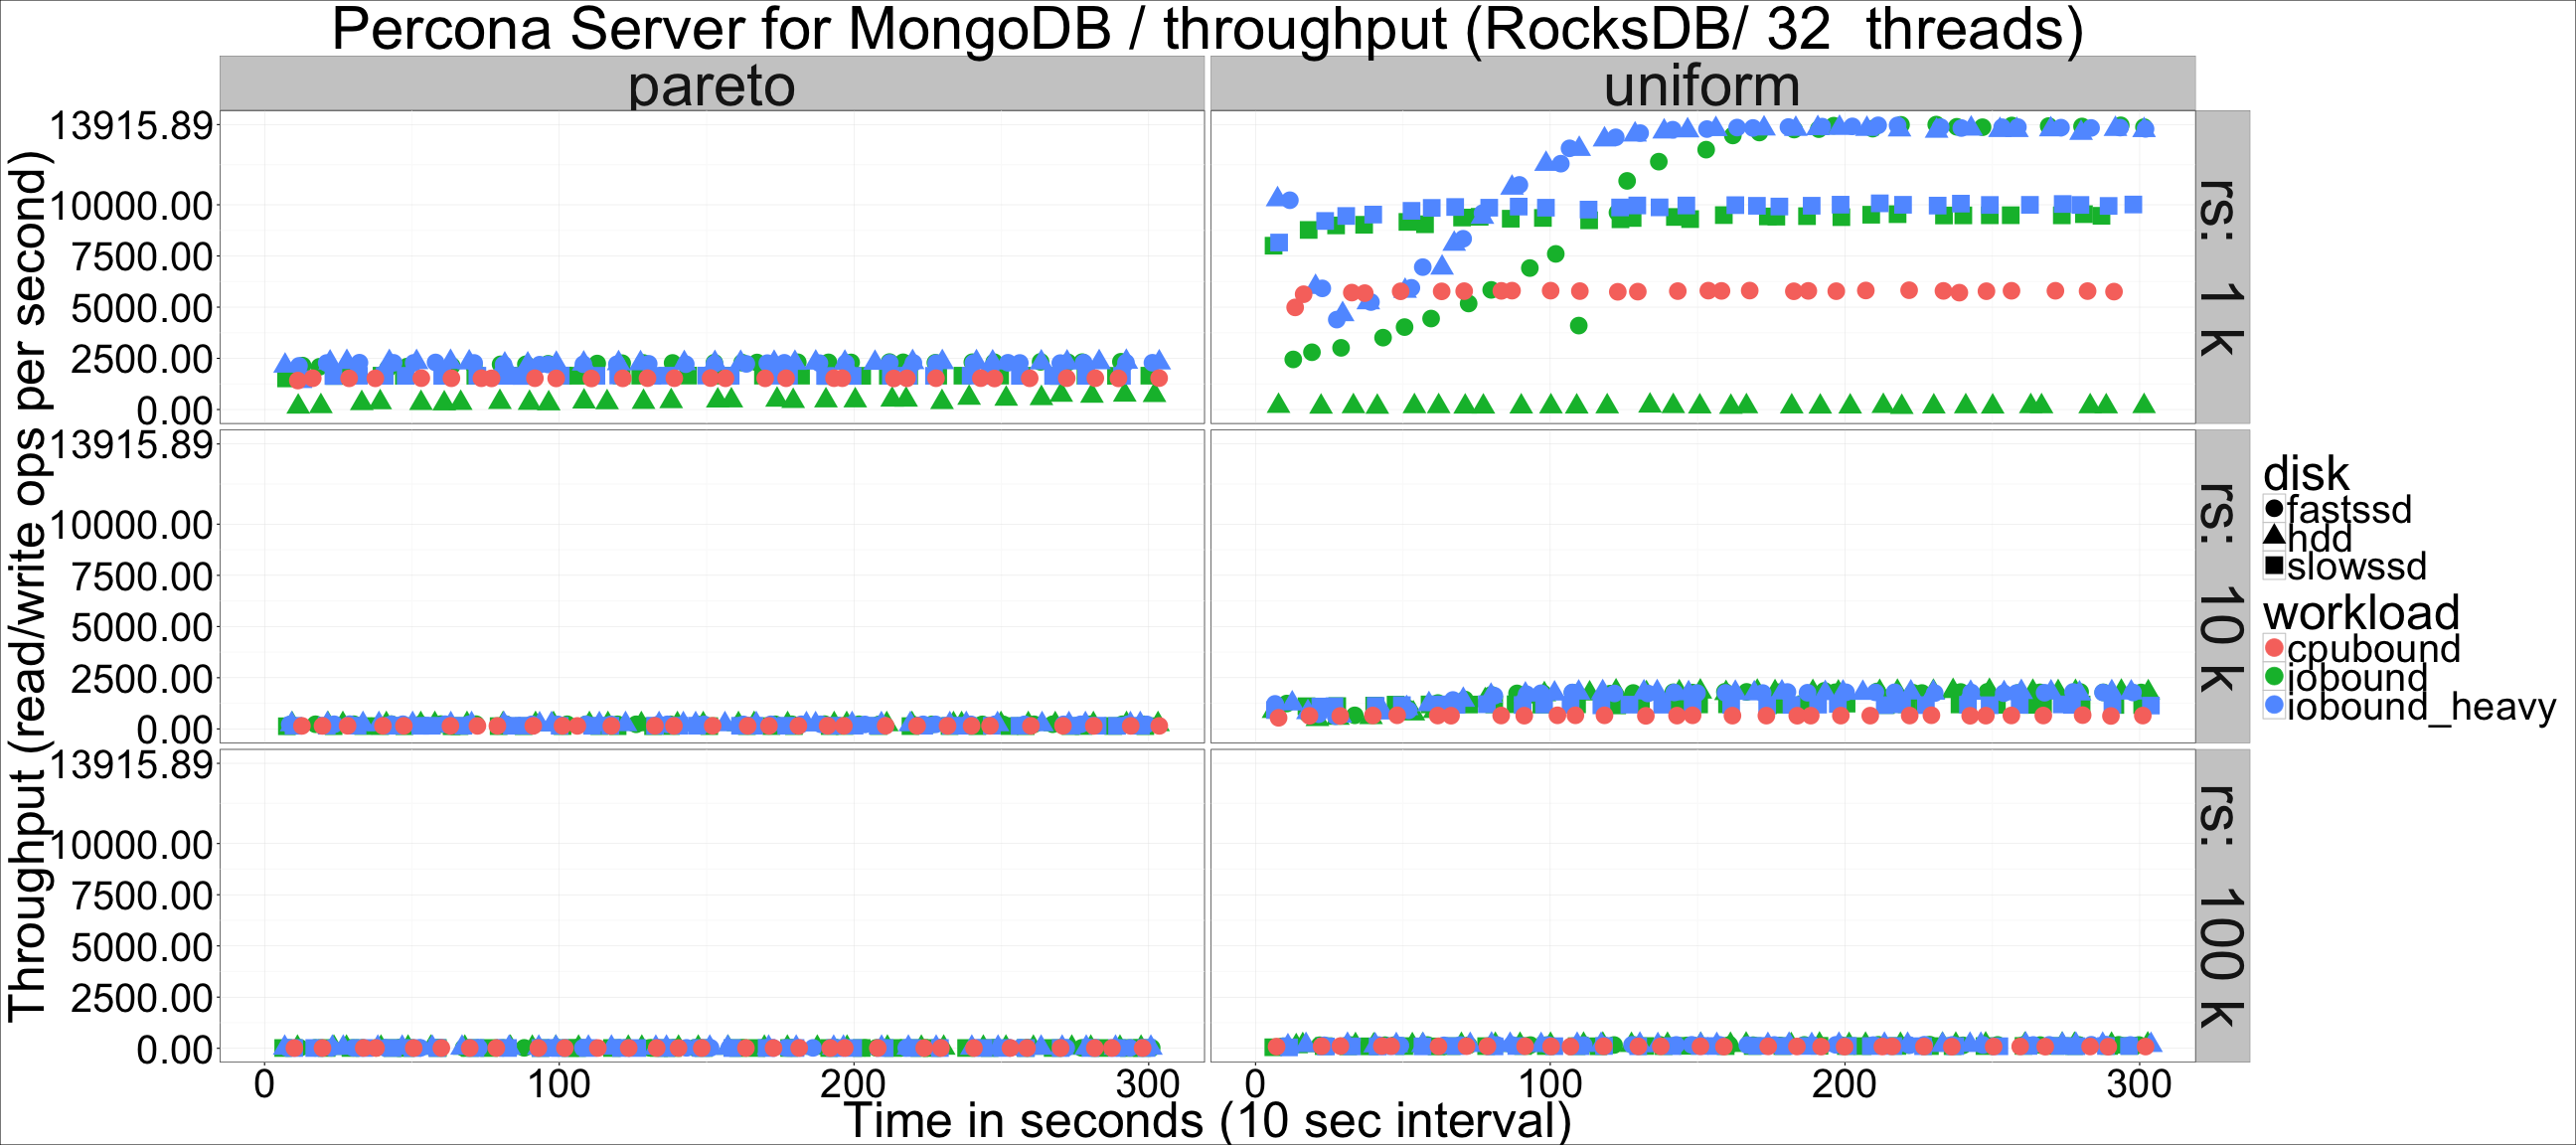 Percona Server for MongoDB / throughput (RocksDB/ 32  threads)
pareto
uniform
Throughput (read/write ops per second)
13915.89
10000.00
7500.00
5000.00
2500.00
0.00
rs:  1 k
13915.89
10000.00
7500.00
5000.00
2500.00
0.00
rs:  10 k
13915.89
10000.00
7500.00
5000.00
2500.00
0.00
rs:  100 k
0 100 200 300
0 100 200 300
Time in seconds (10 sec interval)
disk
fastssd
hdd
slowssd
workload
cpubound
iobound
iobound_heavy